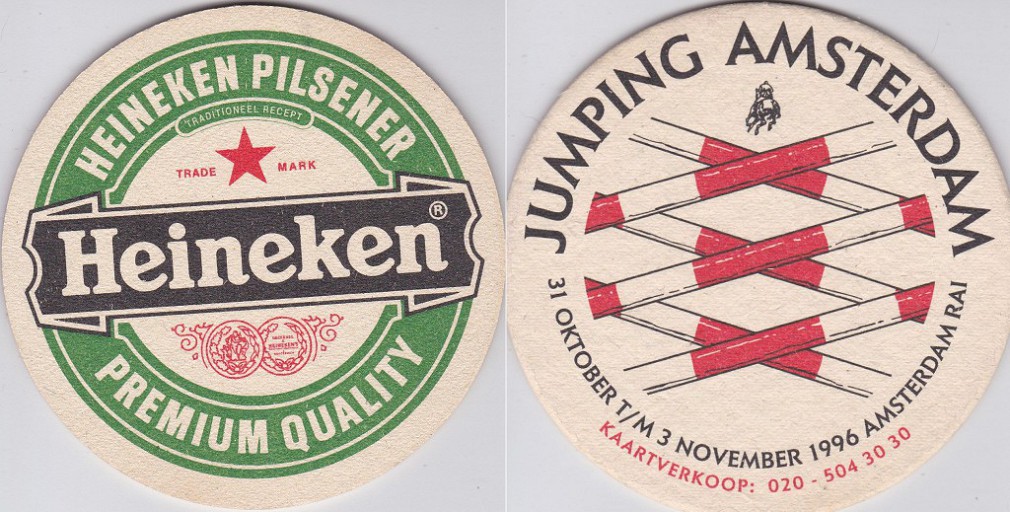 HEINEKEN PILSENER
TRADITIONEEL RECEPT
TRADE MARK
Heineken®
PREMIUM QUALITY
JUMPING AMSTERDAM
31 OKTOBER T/M 3 NOVEMBER 1996 AMSTERDAM RAI
KAARTVERKOOP: 020 - 504 30 30